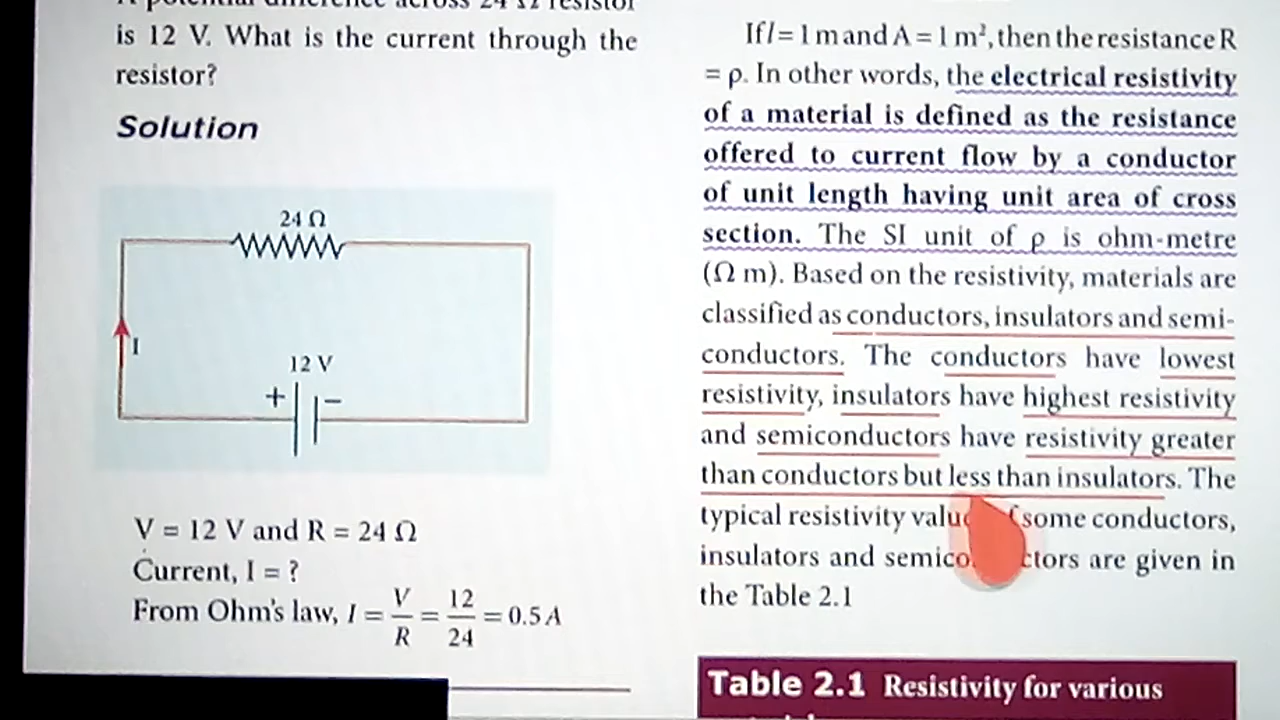 A potential difference across 24 Ω resistor
is 12 V. What is the current through the
resistor?
Solution
24 Ω
I
12 V
+ −
V = 12 V and R = 24 Ω
Current, I = ?
From Ohm's law, I = V/R = 12/24 = 0.5 A
If l = 1 m and A = 1 m², then the resistance R
= ρ. In other words, the electrical resistivity
of a material is defined as the resistance
offered to current flow by a conductor
of unit length having unit area of cross
section. The SI unit of ρ is ohm-metre
(Ω m). Based on the resistivity, materials are
classified as conductors, insulators and semi-
conductors. The conductors have lowest
resistivity, insulators have highest resistivity
and semiconductors have resistivity greater
than conductors but less than insulators. The
typical resistivity some conductors,
insulators and are given in
the Table 2.1
Table 2.1 Resistivity for various